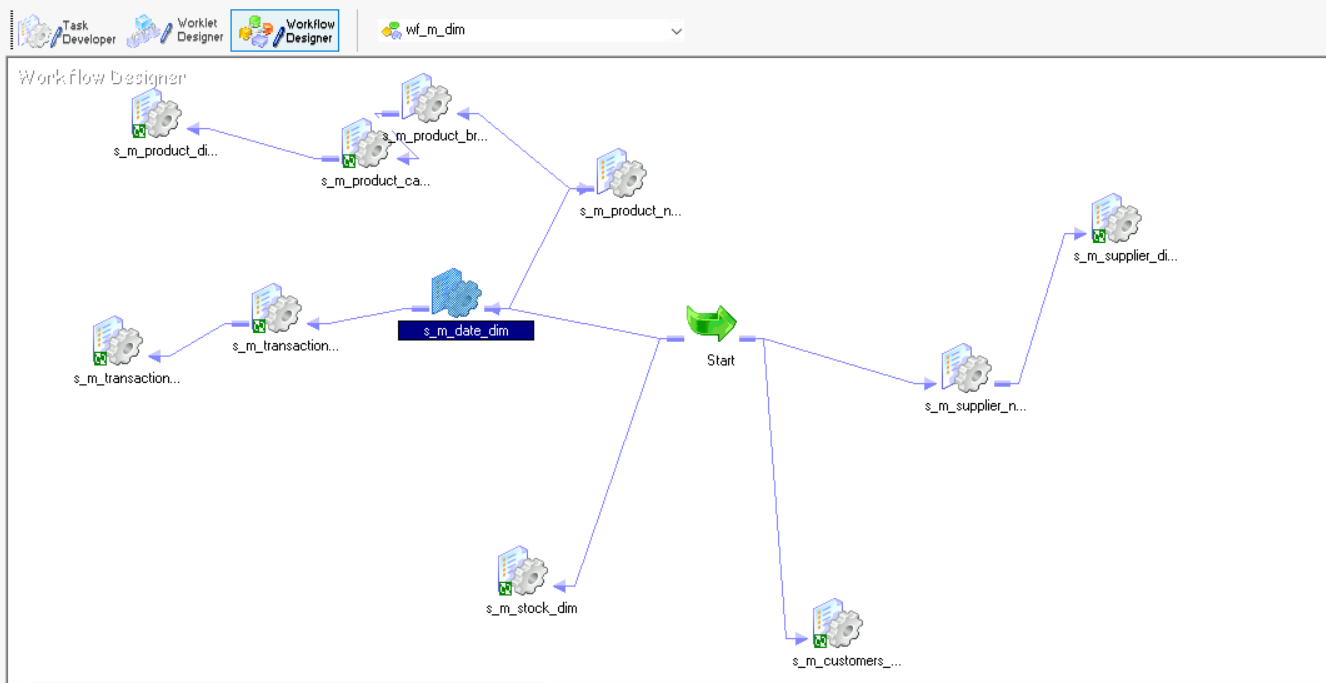 Task
Developer
Worklet
Designer
Workflow
Designer
wf_m_dim
Workflow Designer
s_m_product_di...
s_m_product_br...
s_m_product_ca...
s_m_product_n...
s_m_supplier_di...
s_m_date_dim
s_m_transaction...
s_m_transaction...
Start
s_m_supplier_n...
s_m_stock_dim
s_m_customers_...